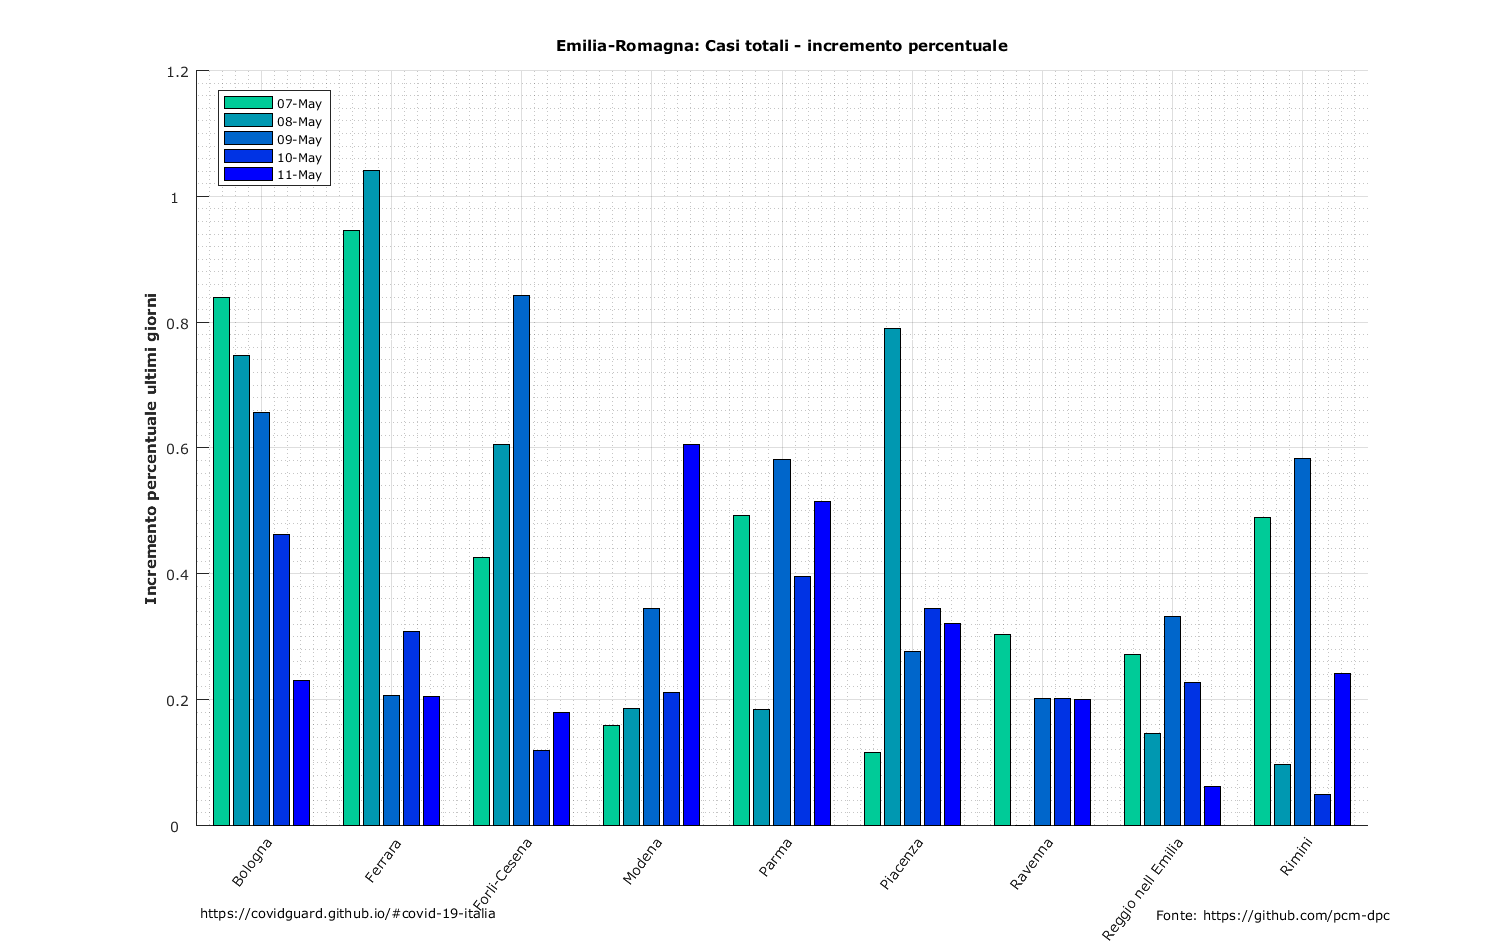 Emilia-Romagna: Casi totali - incremento percentuale
Incremento percentuale ultimi giorni
1.2
1
0.8
0.6
0.4
0.2
0
07-May
08-May
09-May
10-May
11-May
Bologna
Ferrara
Forlì-Cesena
Modena
Parma
Piacenza
Ravenna
Reggio nell Emilia
Rimini
https://covidguard.github.io/#covid-19-italia
Fonte: https://github.com/pcm-dpc